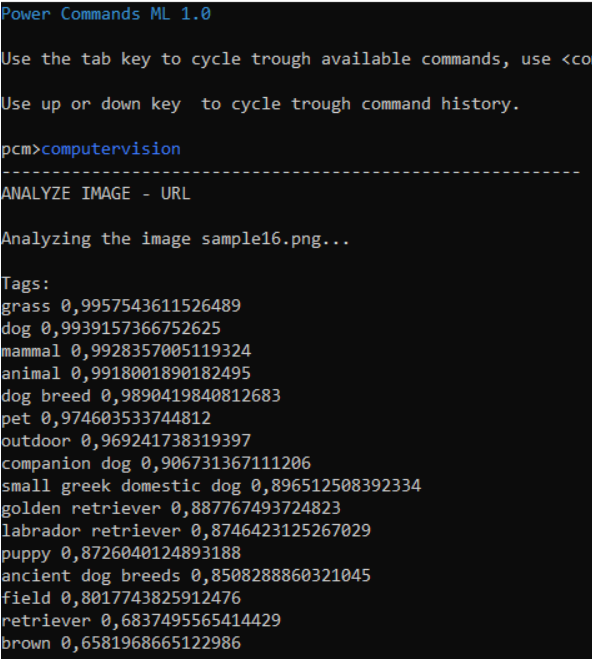 Power Commands ML 1.0
Use the tab key to cycle trough available commands, use <co
Use up or down key  to cycle trough command history.
pcm>computervision
----------------------------------------------------------
ANALYZE IMAGE - URL
Analyzing the image sample16.png...
Tags:
grass 0,9957543611526489
dog 0,9939157366752625
mammal 0,9928357005119324
animal 0,9918001890182495
dog breed 0,9890419840812683
pet 0,974603533744812
outdoor 0,969241738319397
companion dog 0,906731367111206
small greek domestic dog 0,896512508392334
golden retriever 0,887767493724823
labrador retriever 0,8746423125267029
puppy 0,8726040124893188
ancient dog breeds 0,8508288860321045
field 0,8017743825912476
retriever 0,6837495565414429
brown 0,6581968665122986